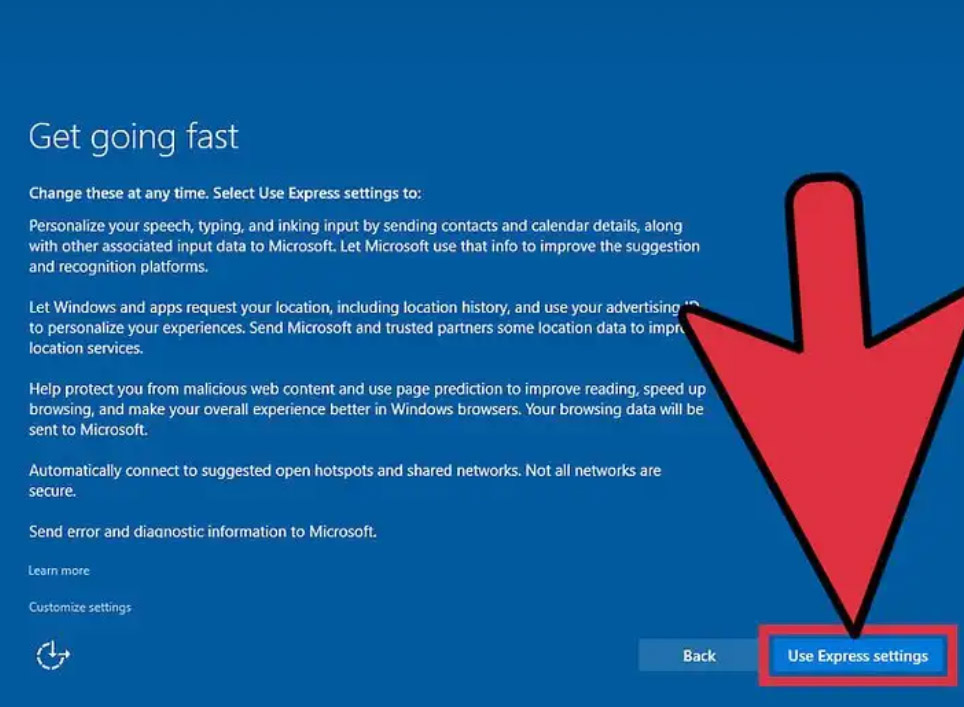 Get going fast
Change these at any time. Select Use Express settings to:
Personalize your speech, typing, and inking input by sending contacts and calendar details, along
with other associated input data to Microsoft. Let Microsoft use that info to improve the suggestion
and recognition platforms.
Let Windows and apps request your location, including location history, and use your advertising
to personalize your experiences. Send Microsoft and trusted partners some location data to
location services.
Help protect you from malicious web content and use page prediction to improve reading, speed up
browsing, and make your overall experience better in Windows browsers. Your browsing data will be
sent to Microsoft.
Automatically connect to suggested open hotspots and shared networks. Not all networks are
secure.
Send error and diagnostic information to Microsoft.
Learn more
Customize settings
Back
Use Express settings